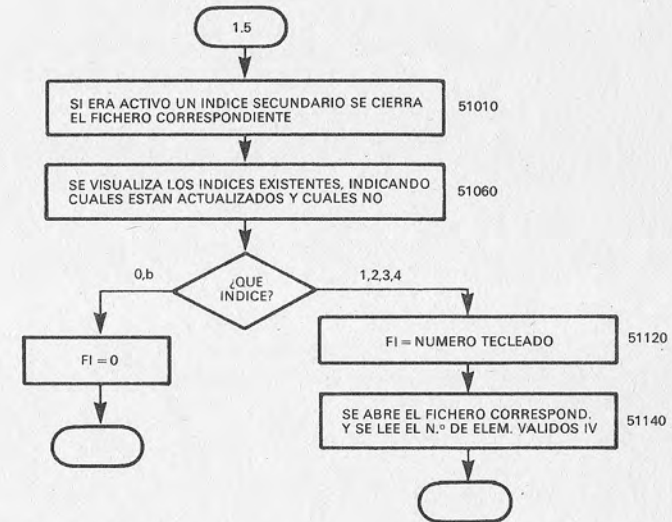 1.5
SI ERA ACTIVO UN INDICE SECUNDARIO SE CIERRA
EL FICHERO CORRESPONDIENTE
51010
SE VISUALIZA LOS INDICES EXISTENTES, INDICANDO
CUALES ESTAN ACTUALIZADOS Y CUALES NO
51060
0,b
¿QUE
INDICE?
1,2,3,4
FI = 0
FI = NUMERO TECLEADO
51120
SE ABRE EL FICHERO CORRESPOND.
Y SE LEE EL N.º DE ELEM. VALIDOS IV
51140